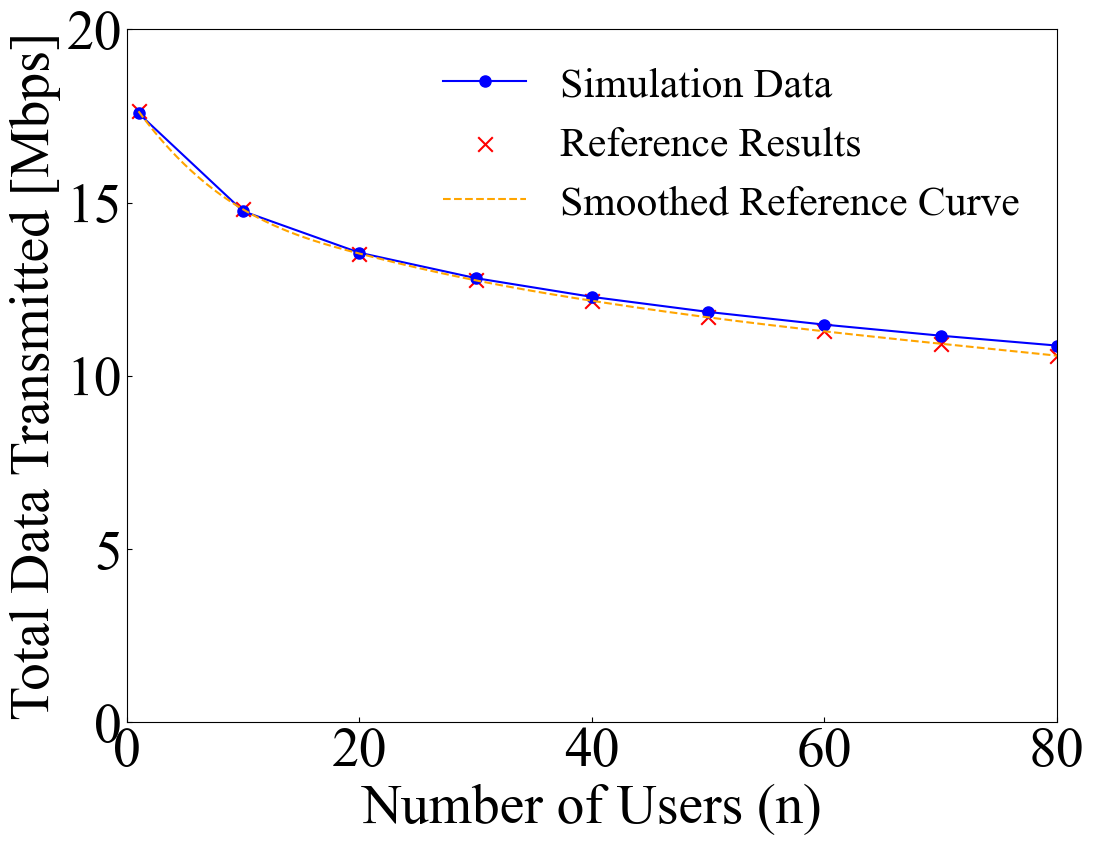 Total Data Transmitted [Mbps]
20
15
10
5
0
Simulation Data
Reference Results
Smoothed Reference Curve
0 20 40 60 80
Number of Users (n)